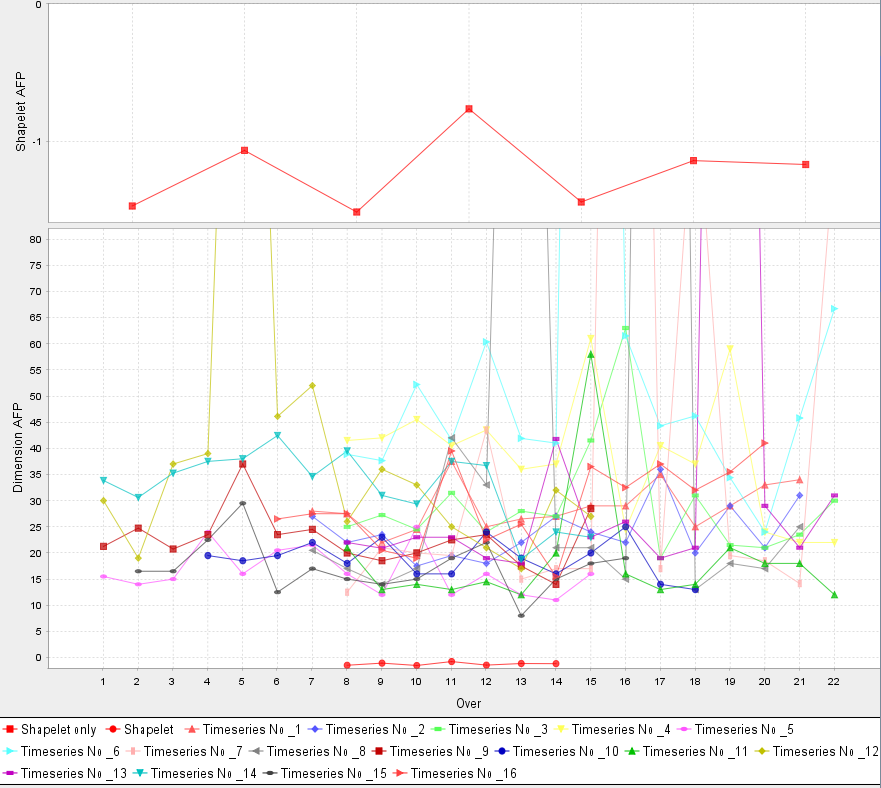 0
Shapelet AFP
-1
80
75
70
65
60
55
50
45
40
Dimension AFP
35
30
25
20
15
10
5
0
1 2 3 4 5 6 7 8 9 10 11 12 13 14 15 16 17 18 19 20 21 22
Over
Shapelet only Shapelet Timeseries No _1 Timeseries No _2 Timeseries No _3 Timeseries No _4 Timeseries No _5
Timeseries No _6 Timeseries No _7 Timeseries No _8 Timeseries No _9 Timeseries No _10 Timeseries No _11 Timeseries No _12
Timeseries No _13 Timeseries No _14 Timeseries No _15 Timeseries No _16